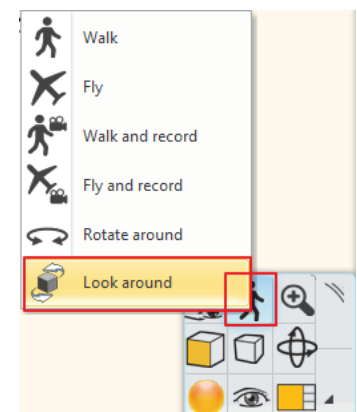 Walk
Fly
Walk and record
Fly and record
Rotate around
Look around